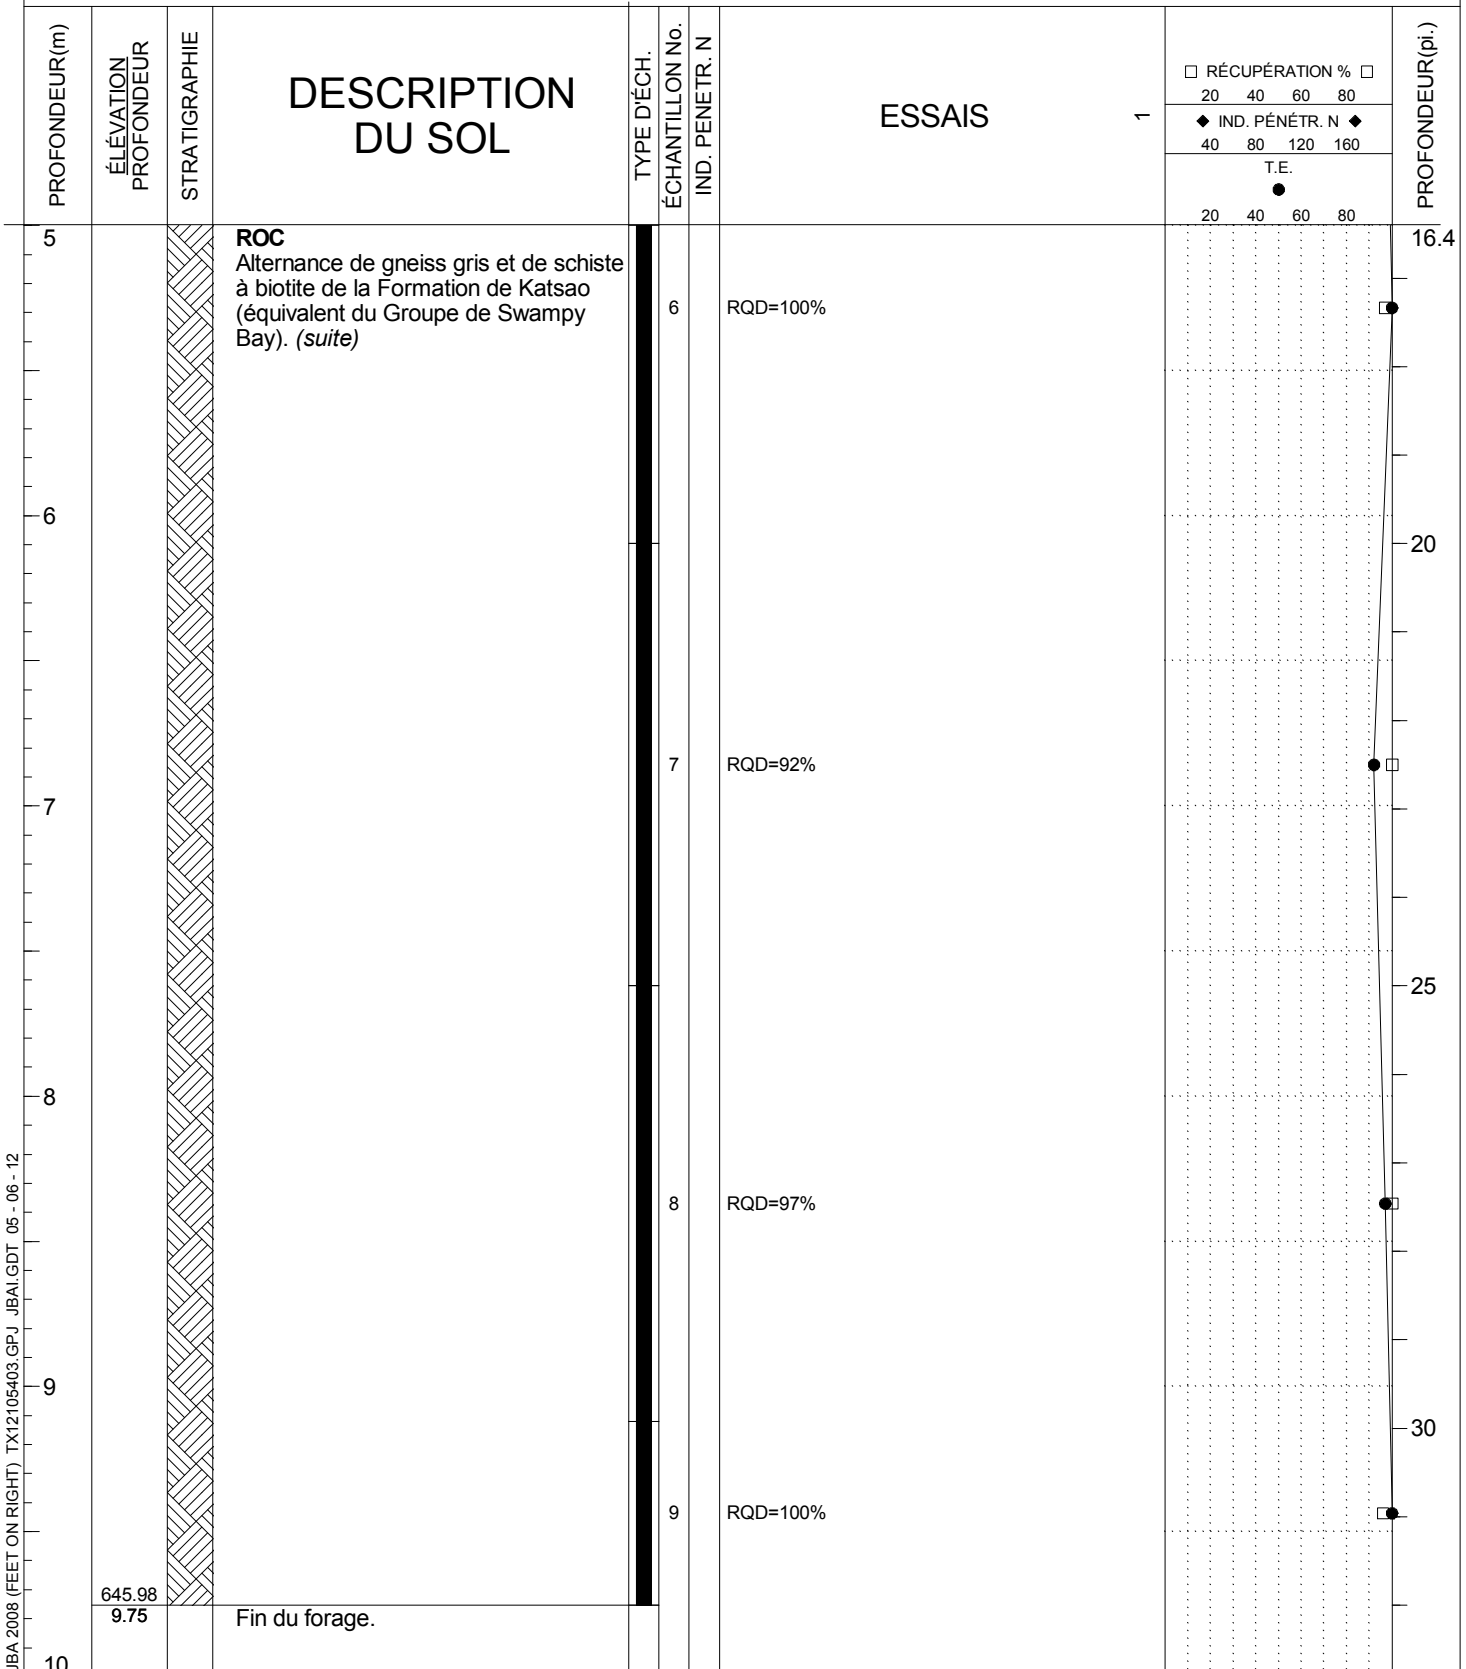 PROFONDEUR(m)
ÉLÉVATION
PROFONDEUR
STRATIGRAPHIE
DESCRIPTION
DU SOL
TYPE D'ÉCH.
ÉCHANTILLON No.
IND. PENETR. N
ESSAIS
1
□ RÉCUPÉRATION % □
20 40 60 80
◆ IND. PÉNÉTR. N ◆
40 80 120 160
T.E.
●
20 40 60 80
PROFONDEUR(pi.)
5
16.4
ROC
Alternance de gneiss gris et de schiste
à biotite de la Formation de Katsao
(équivalent du Groupe de Swampy
Bay). (suite)
6 RQD=100%
6
20
7 RQD=92%
7
25
8
8 RQD=97%
9
30
9 RQD=100%
645.98
9.75
Fin du forage.
10
JBA 2008 (FEET ON RIGHT) TX12105403.GPJ JBAI.GDT 05 - 06 - 12